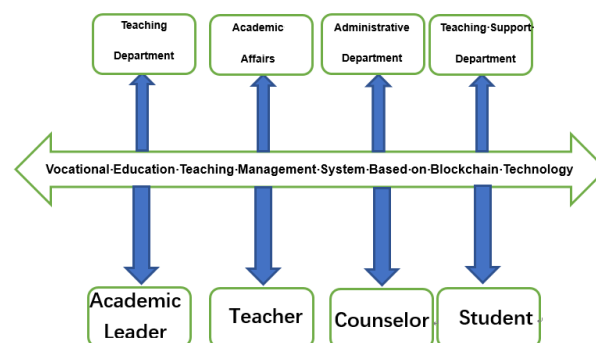 Teaching
Department
Academic
Affairs
Administrative
Department
Teaching·Support·
Department
Vocational·Education·Teaching·Management·System·Based·on·Blockchain·Technology
Academic
Leader
Teacher
Counselor
Student